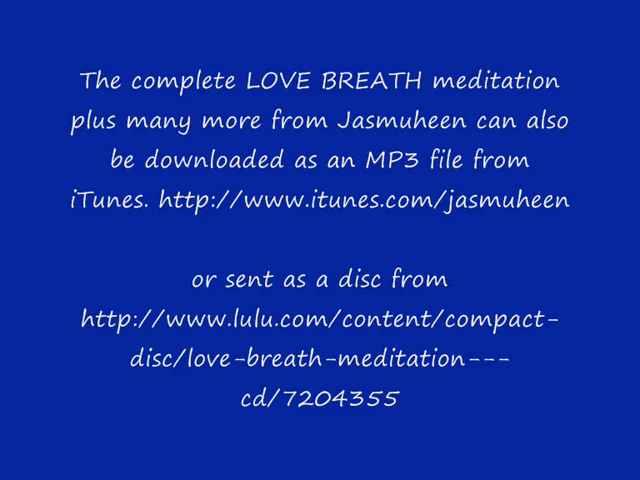 The complete LOVE BREATH meditation
plus many more from Jasmuheen can also
be downloaded as an MP3 file from
iTunes. http://www.itunes.com/jasmuheen
or sent as a disc from
http://www.lulu.com/content/compact-
disc/love-breath-meditation---
cd/7204355